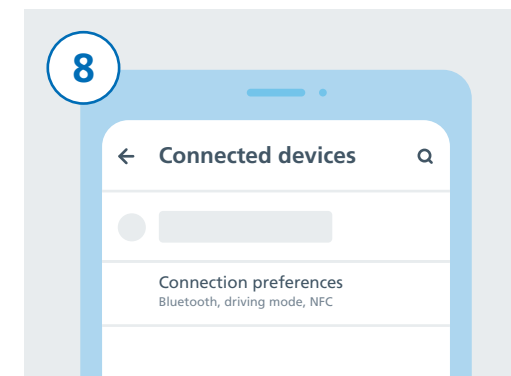 8
Connected devices
Connection preferences
Bluetooth, driving mode, NFC